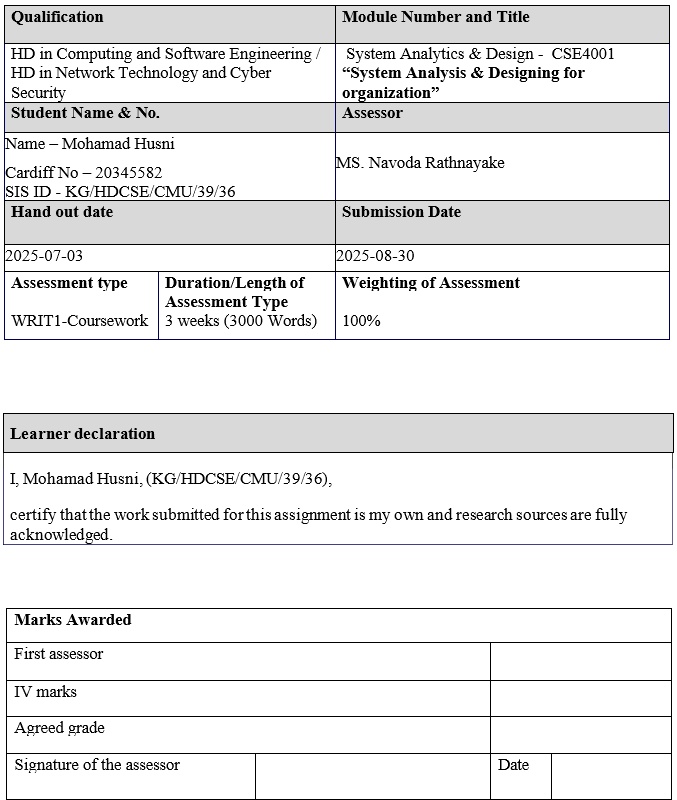 Qualification
Module Number and Title
HD in Computing and Software Engineering /
HD in Network Technology and Cyber
Security
System Analytics & Design - CSE4001
“System Analysis & Designing for
organization”
Student Name & No.
Assessor
Name – Mohamad Husni
Cardiff No – 20345582
SIS ID - KG/HDCSE/CMU/39/36
MS. Navoda Rathnayake
Hand out date
Submission Date
2025-07-03
2025-08-30
Assessment type
Duration/Length of
Assessment Type
Weighting of Assessment
WRIT1-Coursework
3 weeks (3000 Words)
100%
Learner declaration
I, Mohamad Husni, (KG/HDCSE/CMU/39/36),
certify that the work submitted for this assignment is my own and research sources are fully
acknowledged.
Marks Awarded
First assessor
IV marks
Agreed grade
Signature of the assessor
Date